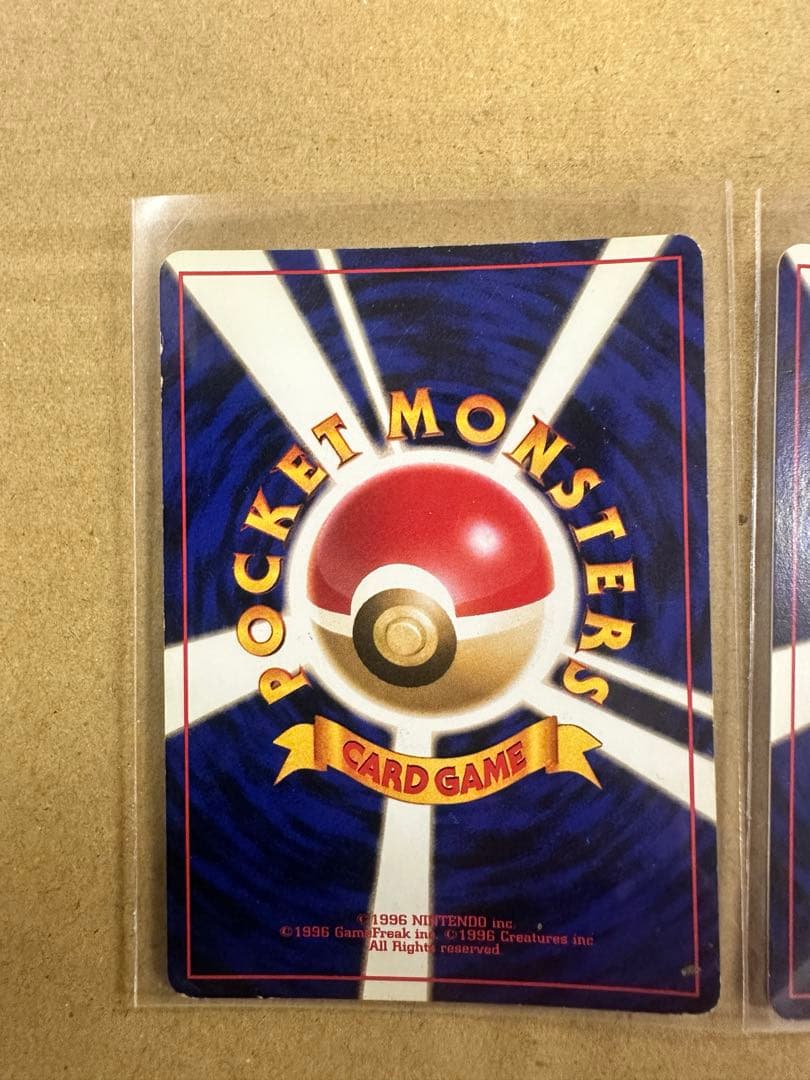 POCKET MONSTERS
CARD GAME
©1996 NINTENDO inc.
©1996 GameFreak inc. ©1996 Creatures inc
All Rights reserved